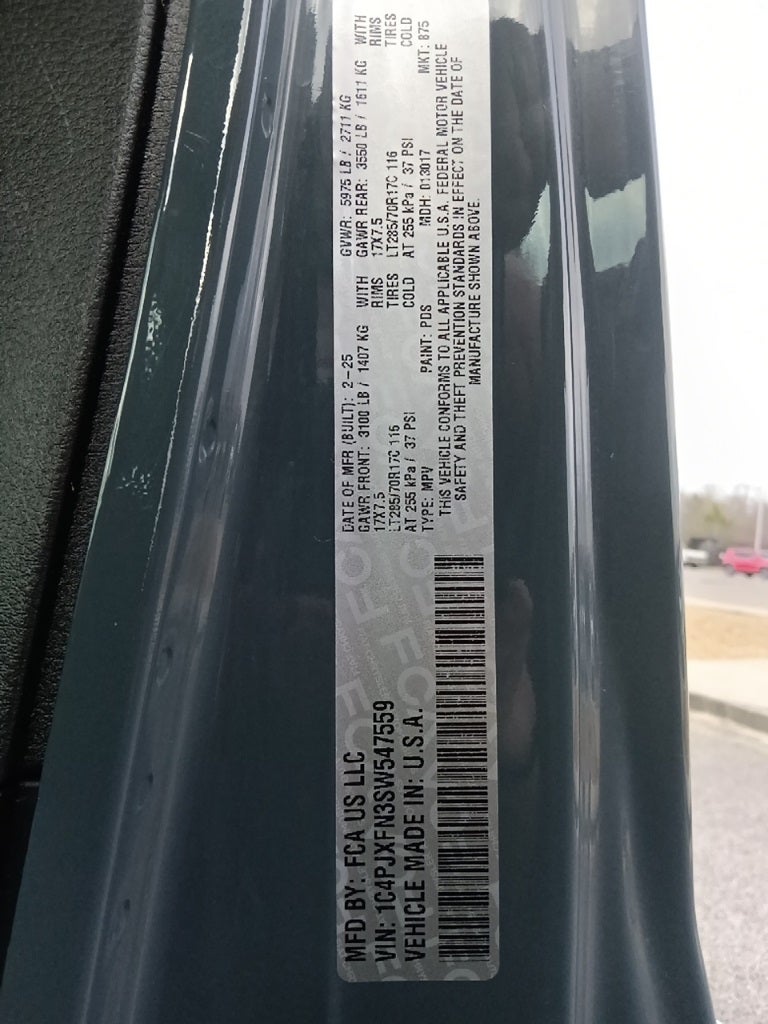 MFD BY: FCA US LLC
VIN: 1C4PJXFN3SW547559
VEHICLE MADE IN: U.S.A.
DATE OF MFR (BUILT): 2-25 GVWR: 5975 LB / 2711 KG
GAWR FRONT: 3100 LB / 1407 KG WITH GAWR REAR: 3550 LB / 1611 KG WITH
17X7.5 RIMS 17X7.5 RIMS
LT285/70R17C 116 TIRES LT285/70R17C 116 TIRES
AT 255 kPa / 37 PSI COLD AT 255 kPa / 37 PSI COLD
TYPE: MPV PAINT: PDS MDH: 013017 MKT: 875
THIS VEHICLE CONFORMS TO ALL APPLICABLE U.S.A. FEDERAL MOTOR VEHICLE
SAFETY AND THEFT PREVENTION STANDARDS IN EFFECT ON THE DATE OF
MANUFACTURE SHOWN ABOVE.